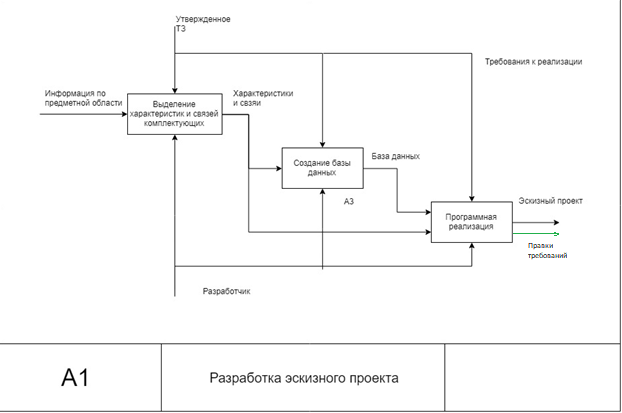 Утвержденное
ТЗ
Требования к реализации
Информация по
предметной области
Характеристики
и свзяи
Выделение
характеристик и связей
комплектующих
База данных
Создание базы
данных
А3
Эскизный проект
Программная
реализация
Правки
требований
Разработчик
А1
Разработка эскизного проекта